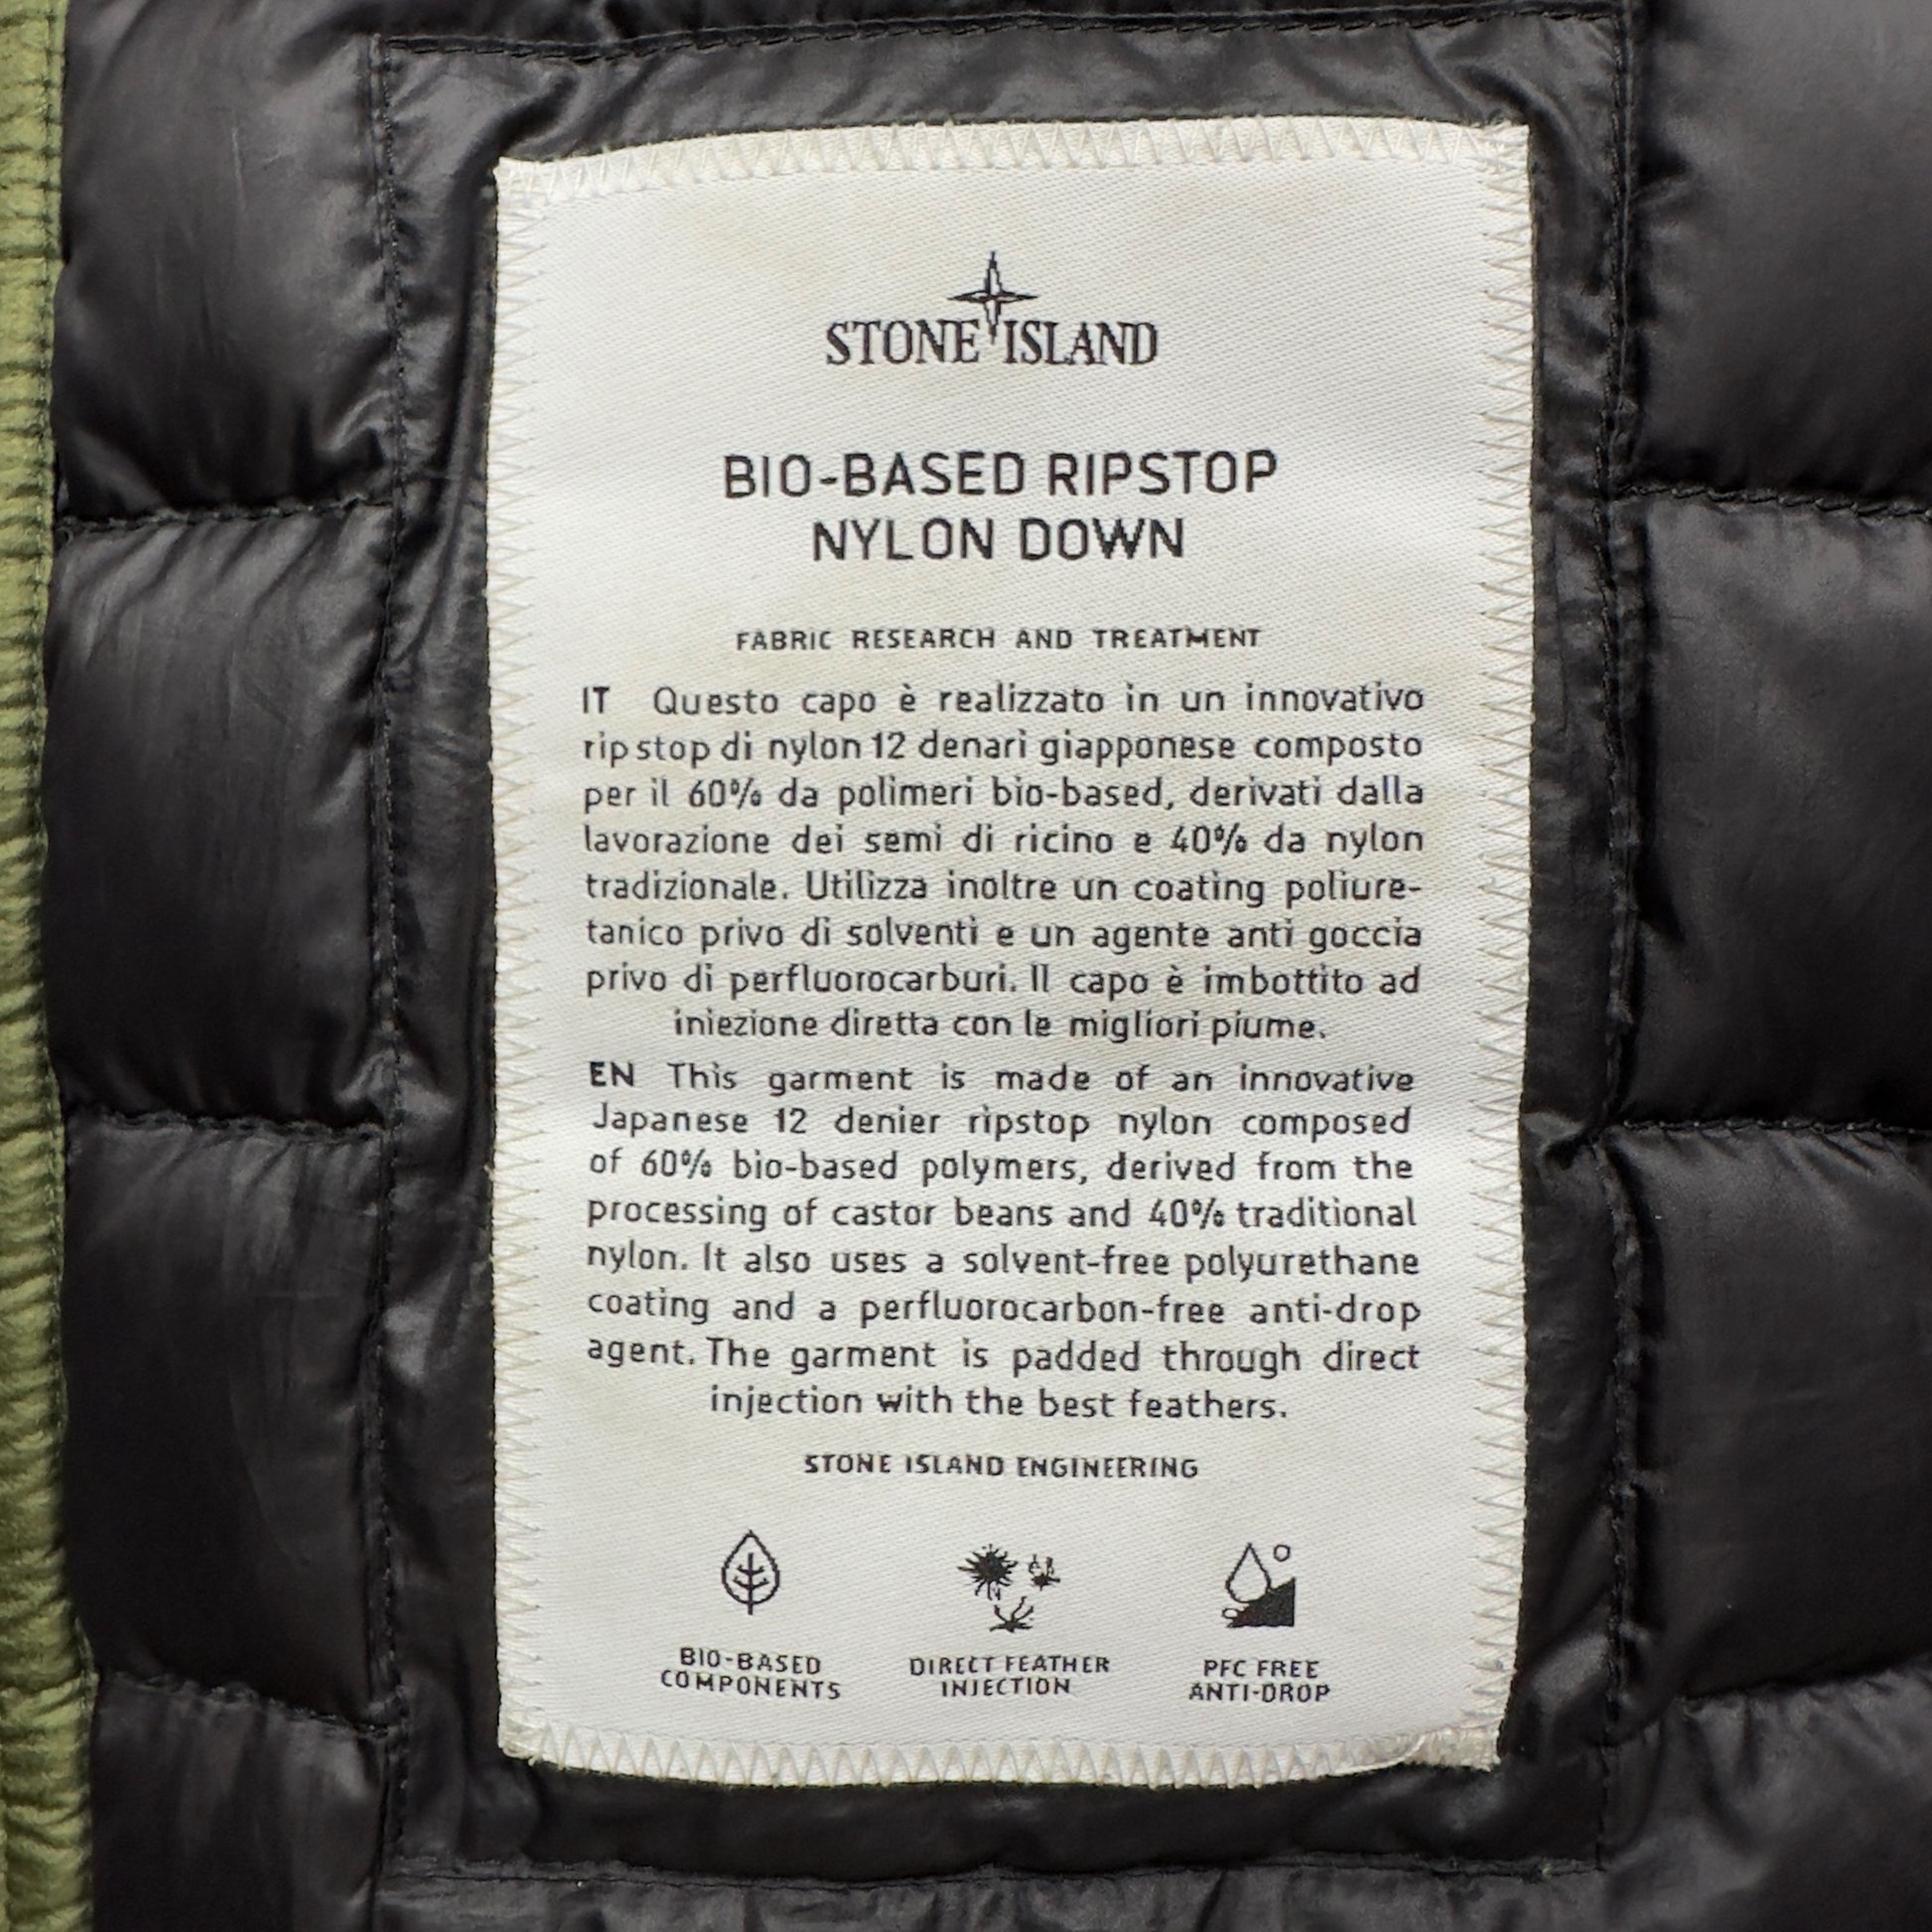 STONE ISLAND
BIO-BASED RIPSTOP
NYLON DOWN
FABRIC RESEARCH AND TREATMENT
IT Questo capo è realizzato in un innovativo
ripstop di nylon 12 denari giapponese composto
per il 60% da polimeri bio-based, derivati dalla
lavorazione dei semi di ricino e 40% da nylon
tradizionale. Utilizza inoltre un coating poliure-
tanico privo di solventi e un agente anti goccia
privo di perfluorocarburi. Il capo è imbottito ad
iniezione diretta con le migliori piume.
EN This garment is made of an innovative
Japanese 12 denier ripstop nylon composed
of 60% bio-based polymers, derived from the
processing of castor beans and 40% traditional
nylon. It also uses a solvent-free polyurethane
coating and a perfluorocarbon-free anti-drop
agent. The garment is padded through direct
injection with the best feathers.
STONE ISLAND ENGINEERING
BIO-BASED
COMPONENTS
DIRECT FEATHER
INJECTION
PFC FREE
ANTI-DROP